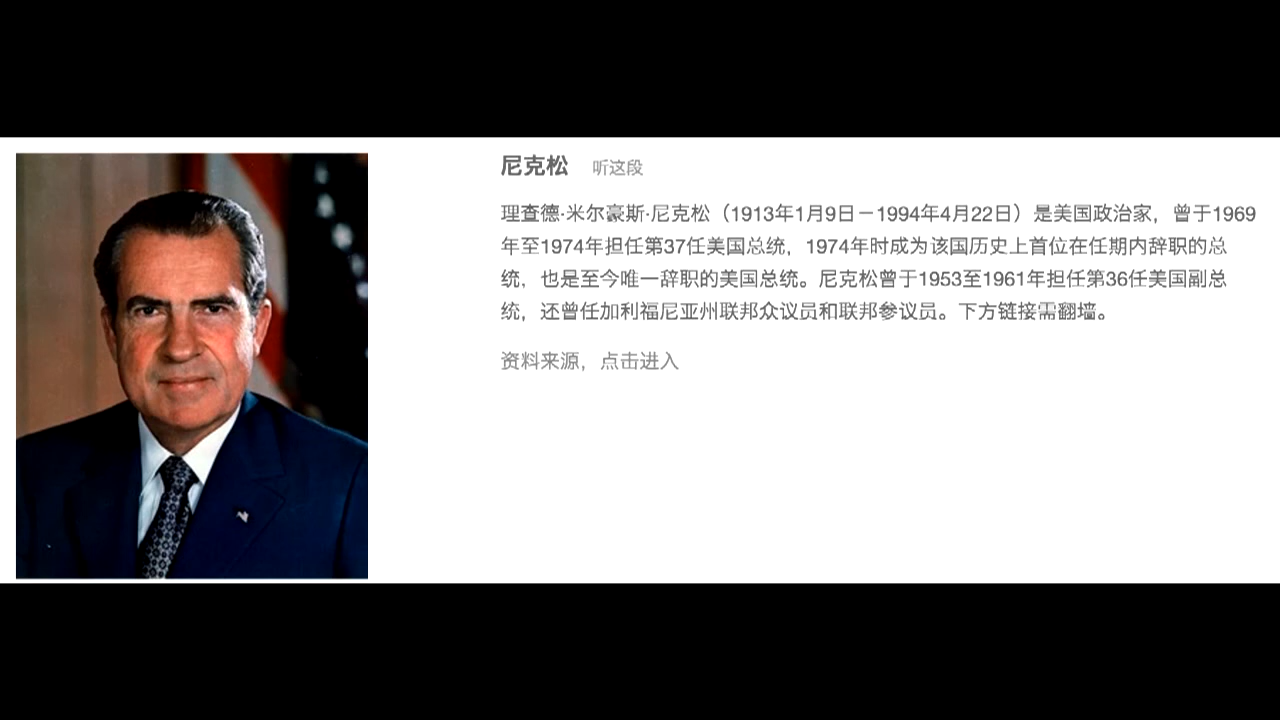 尼克松 听这段
理查德·米尔豪斯·尼克松（1913年1月9日－1994年4月22日）是美国政治家，曾于1969
年至1974年担任第37任美国总统，1974年时成为该国历史上首位在任期内辞职的总
统，也是至今唯一辞职的美国总统。尼克松曾于1953至1961年担任第36任美国副总
统，还曾任加利福尼亚州联邦众议员和联邦参议员。下方链接需翻墙。
资料来源，点击进入